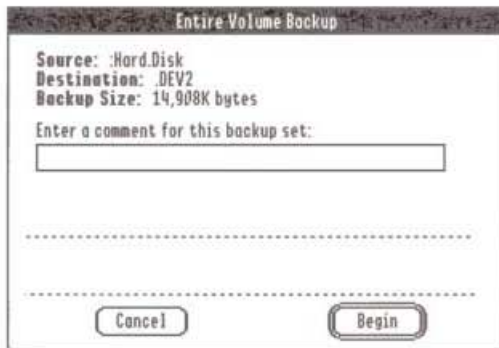 Entire Volume Backup
Source: :Hard.Disk
Destination: .DEV2
Backup Size: 14,908K bytes
Enter a comment for this backup set:
Cancel
Begin